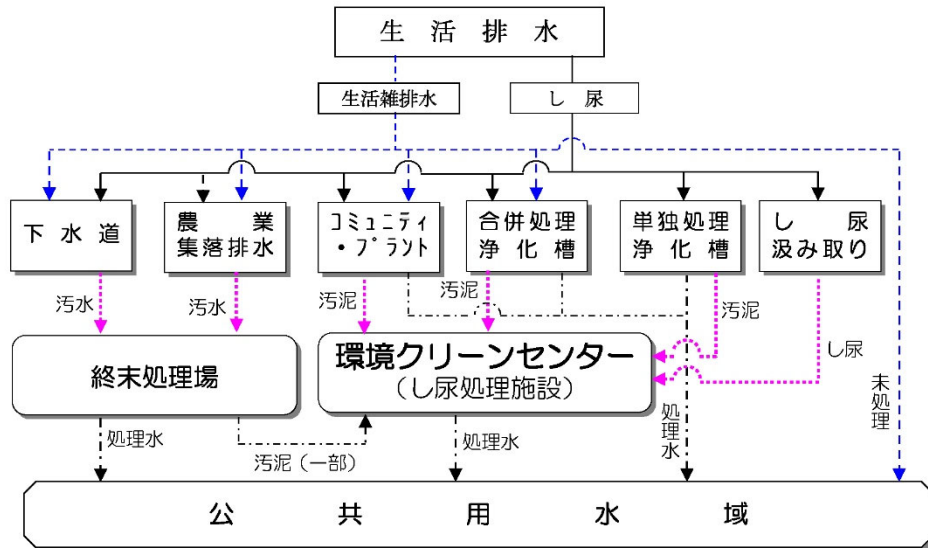 生活排水
生活雑排水
し尿
下水道
農業
集落排水
ｺﾐｭﾆﾃｨ
・ﾌﾟﾗﾝﾄ
合併処理
浄化槽
単独処理
浄化槽
し尿
汲み取り
汚水
汚水
汚泥
汚泥
汚泥
し尿
終末処理場
環境クリーンセンター
（し尿処理施設）
未処理
処理水
汚泥（一部）
処理水
処理水
公共用水域